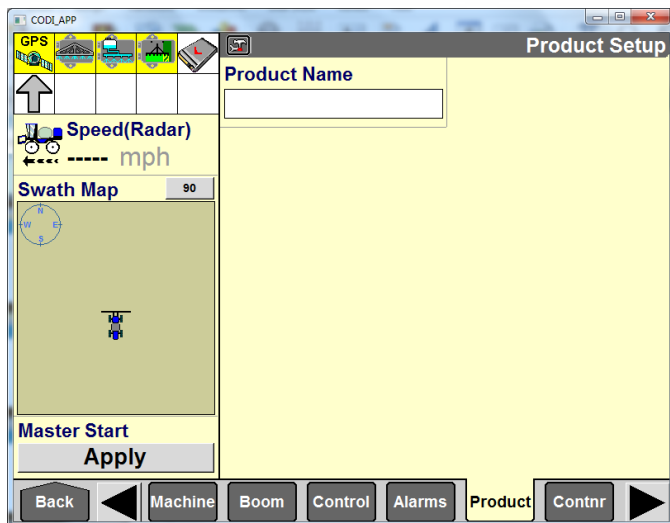 CODI_APP
GPS
L
Product Setup
Product Name
Speed(Radar)
----- mph
Swath Map
90
N
W E
S
Master Start
Apply
Back
Machine
Boom
Control
Alarms
Product
Contnr